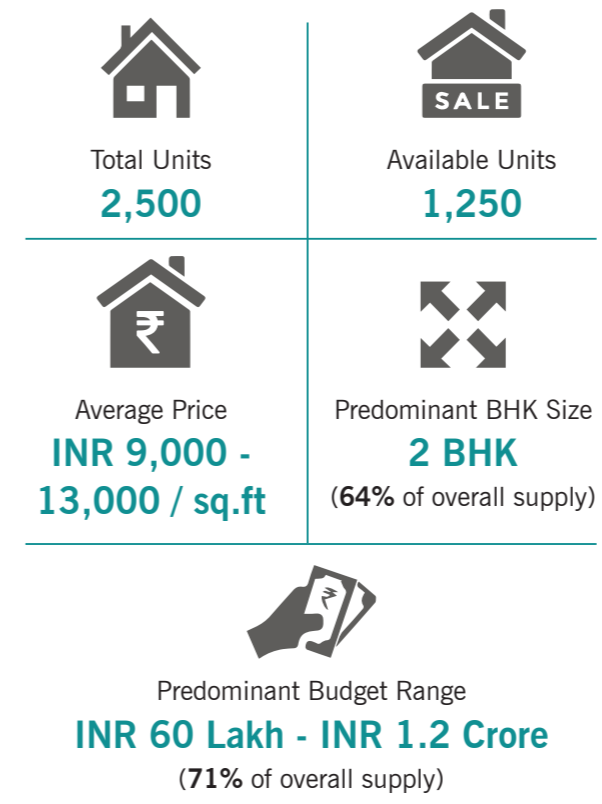 SALE
Total Units
2,500
Available Units
1,250
₹
Average Price
INR 9,000 -
13,000 / sq.ft
Predominant BHK Size
2 BHK
(64% of overall supply)
₹
Predominant Budget Range
INR 60 Lakh - INR 1.2 Crore
(71% of overall supply)